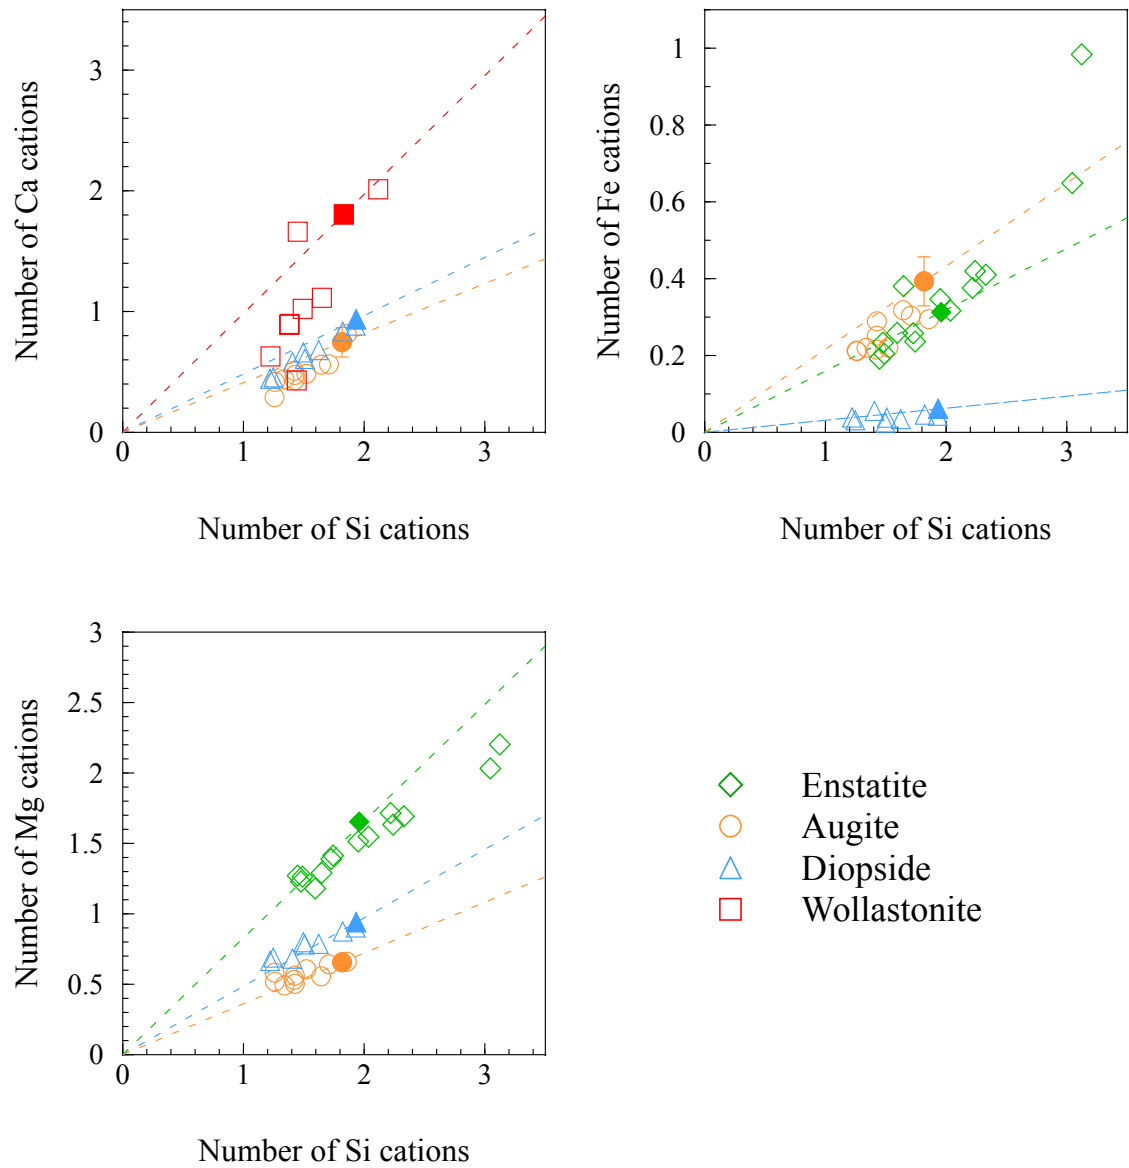 Number of Ca cations
3
2
1
0
0 1 2 3
Number of Si cations
Number of Fe cations
1
0.8
0.6
0.4
0.2
0
0 1 2 3
Number of Si cations
Number of Mg cations
3
2.5
2
1.5
1
0.5
0
0 1 2 3
Number of Si cations
Enstatite
Augite
Diopside
Wollastonite